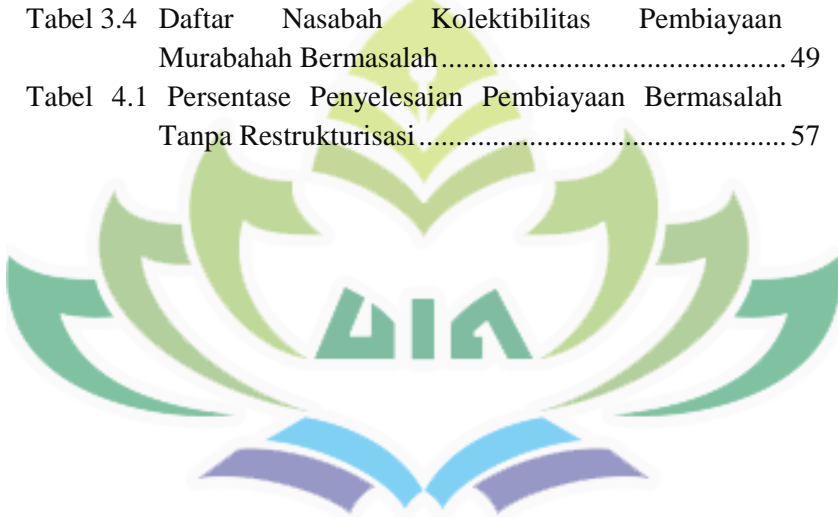 Tabel 3.4 Daftar Nasabah Kolektibilitas Pembiayaan
Murabahah Bermasalah.................................................. 49
Tabel 4.1 Persentase Penyelesaian Pembiayaan Bermasalah
Tanpa Restrukturisasi..................................................... 57